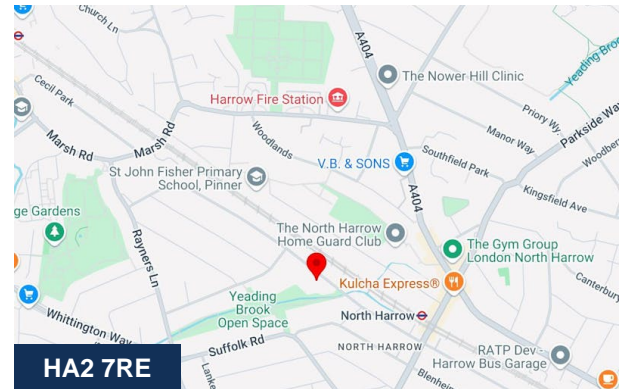 Church Ln
A404
The Nower Hill Clinic
Yeading Brook
Cecil Park
Harrow Fire Station
Priory Wy.
Parkside Way
Woodlands
Manor Way
Marsh Rd
Marsh Rd
V.B. & SONS
Southfield Park
St John Fisher Primary
School, Pinner
A404
Kingsfield Ave
ge Gardens
Rayners Ln
The North Harrow
Home Guard Club
The Gym Group
London North Harrow
Kulcha Express®
Canterbury
Yeading
Brook
Open Space
North Harrow
Whittington Way
Suffolk Rd
NORTH HARROW
RATP Dev -
Harrow Bus Garage
HA2 7RE